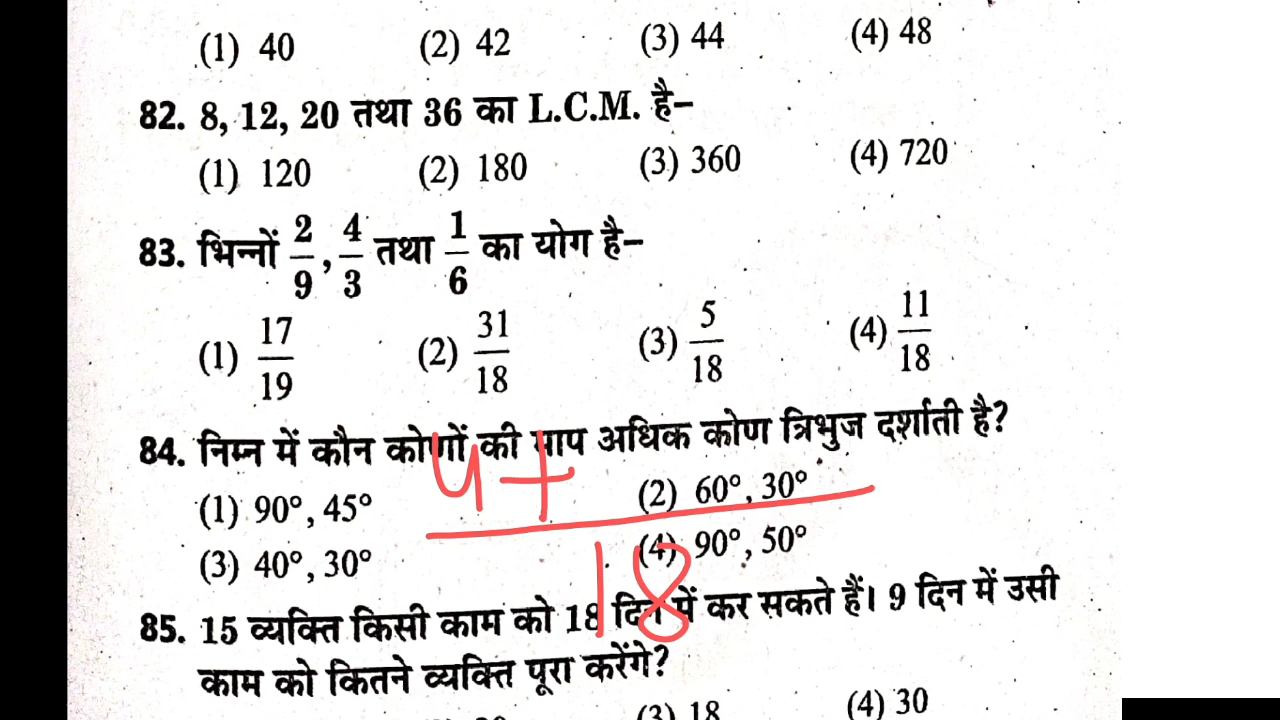 (1) 40 (2) 42 (3) 44 (4) 48
82. 8, 12, 20 तथा 36 का L.C.M. है–
(1) 120 (2) 180 (3) 360 (4) 720
83. भिन्नों 2/9, 4/3 तथा 1/6 का योग है–
(1) 17/19 (2) 31/18 (3) 5/18 (4) 11/18
84. निम्न में कौन कोणों की माप अधिक कोण त्रिभुज दर्शाती है?
4+
(1) 90°, 45° (2) 60°, 30°
18
(3) 40°, 30° (4) 90°, 50°
85. 15 व्यक्ति किसी काम को 18 दिन में कर सकते हैं। 9 दिन में उसी
काम को कितने व्यक्ति पूरा करेंगे?
(3) 18 (4) 30